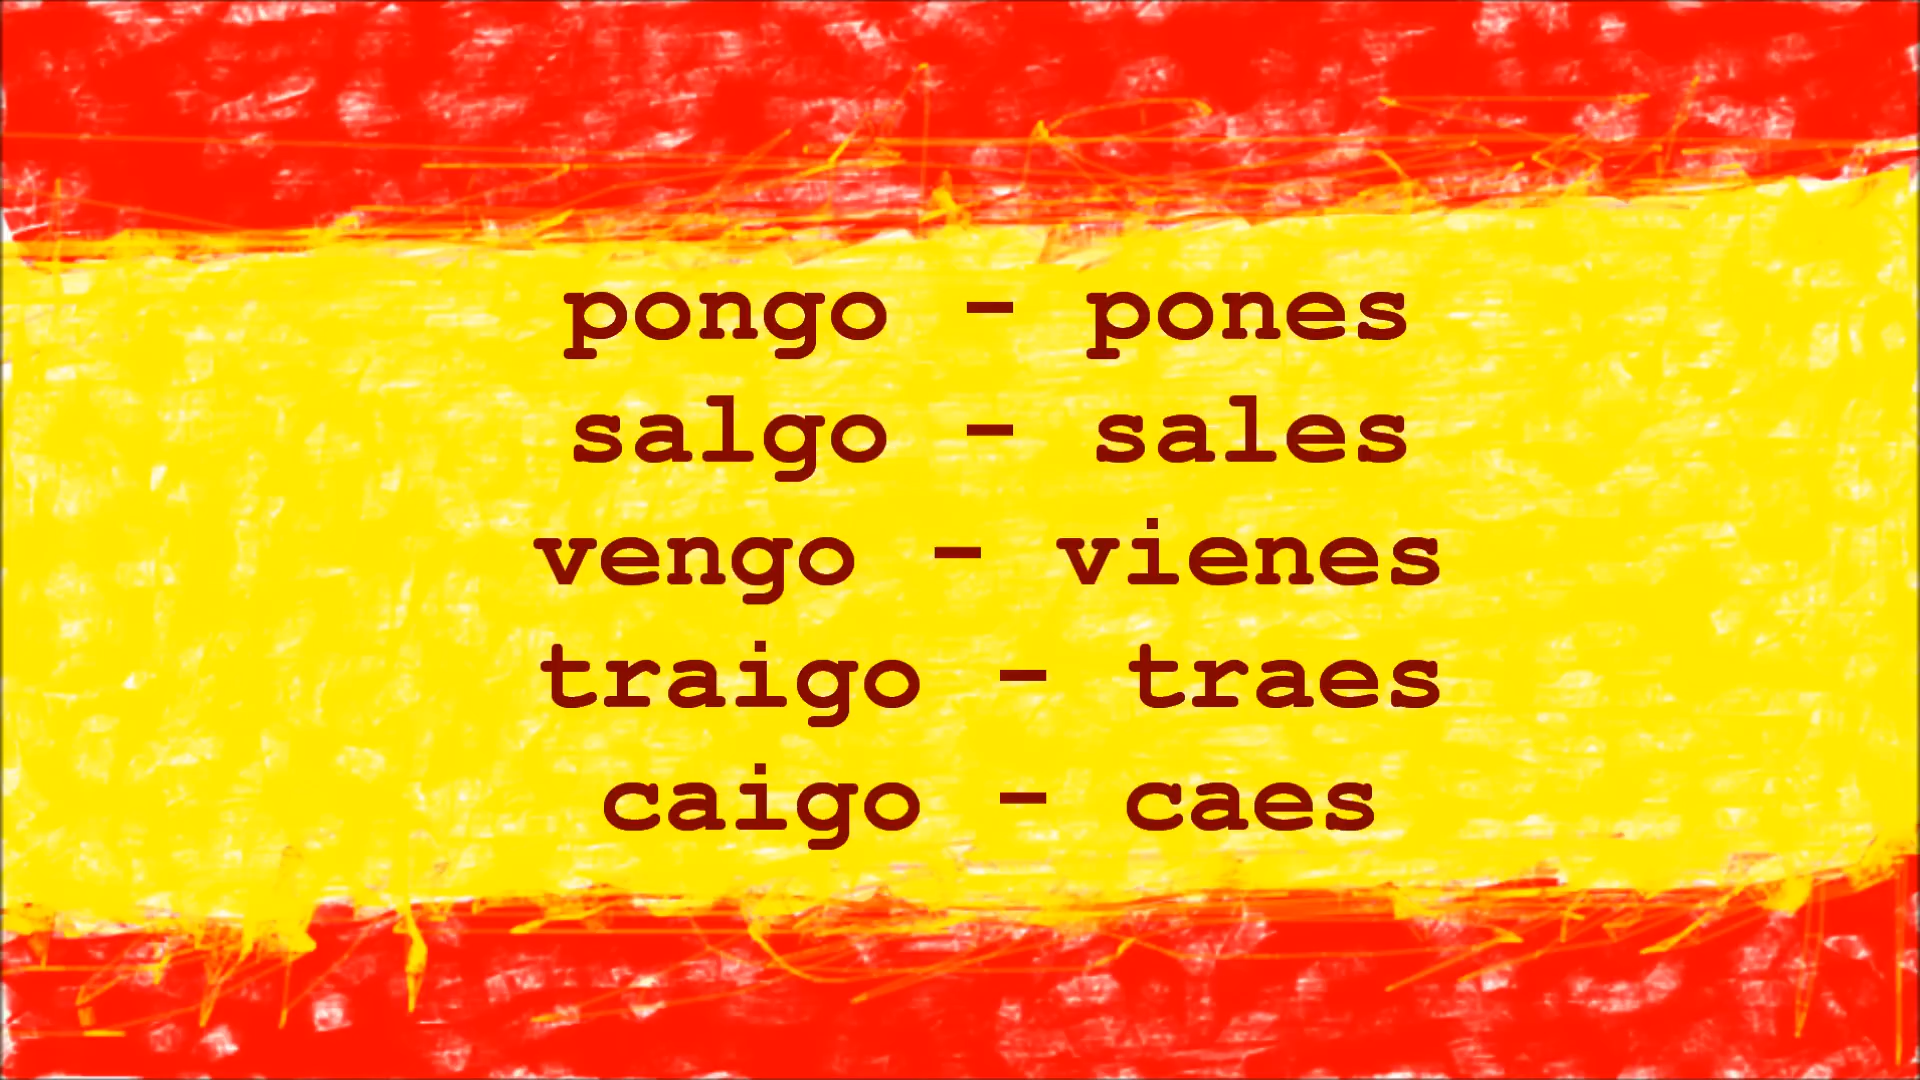 pongo - pones
salgo - sales
vengo - vienes
traigo - traes
caigo - caes